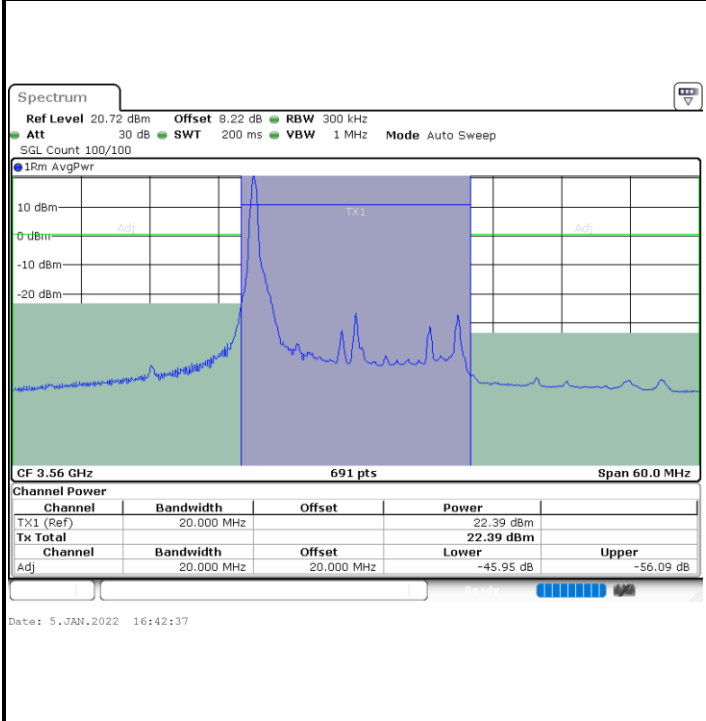 Spectrum
Ref Level 20.72 dBm Offset 8.22 dB RBW 300 kHz
Att 30 dB SWT 200 ms VBW 1 MHz Mode Auto Sweep
SGL Count 100/100
1Rm AvgPwr
10 dBm
TX1
Adj Adj
0 dBm
-10 dBm
-20 dBm
CF 3.56 GHz 691 pts Span 60.0 MHz
Channel Power
Channel Bandwidth Offset Power
TX1 (Ref) 20.000 MHz 22.39 dBm
Tx Total 22.39 dBm
Channel Bandwidth Offset Lower Upper
Adj 20.000 MHz 20.000 MHz -45.95 dB -56.09 dB
Ready
Date: 5.JAN.2022 16:42:37